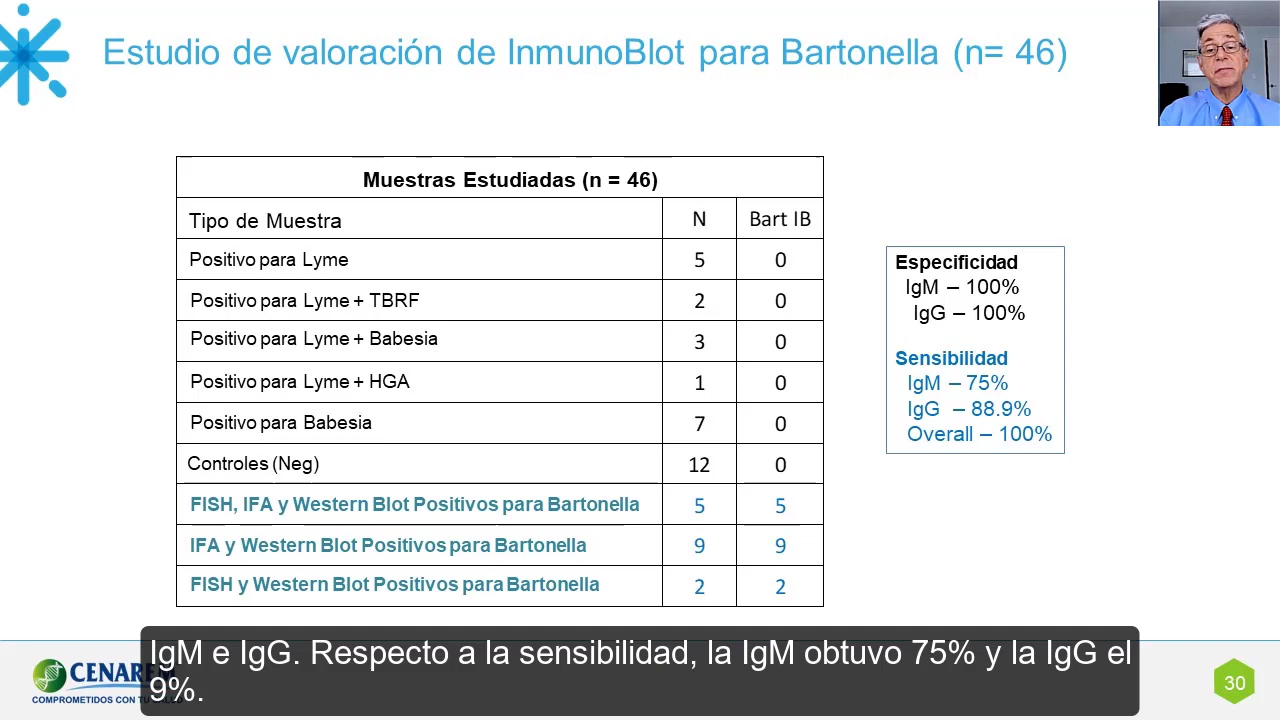 Estudio de valoración de InmunoBlot para Bartonella (n= 46)
Muestras Estudiadas (n = 46)
Tipo de Muestra N Bart IB
Positivo para Lyme 5 0
Positivo para Lyme + TBRF 2 0
Positivo para Lyme + Babesia 3 0
Positivo para Lyme + HGA 1 0
Positivo para Babesia 7 0
Controles (Neg) 12 0
FISH, IFA y Western Blot Positivos para Bartonella 5 5
IFA y Western Blot Positivos para Bartonella 9 9
FISH y Western Blot Positivos para Bartonella 2 2
Especificidad
IgM – 100%
IgG – 100%
Sensibilidad
IgM – 75%
IgG – 88.9%
Overall – 100%
IgM e IgG. Respecto a la sensibilidad, la IgM obtuvo 75% y la IgG el
9%.
CENAREM
COMPROMETIDOS CON TU
30